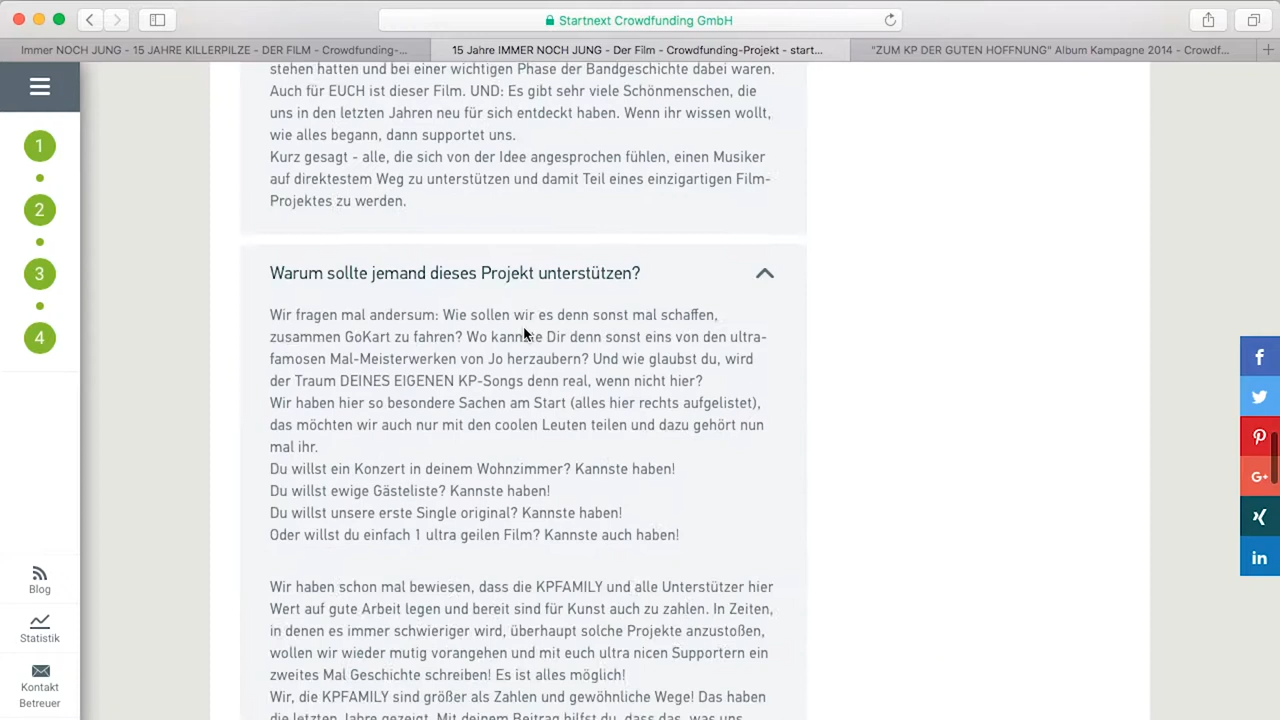 Startnext Crowdfunding GmbH
Immer NOCH JUNG - 15 JAHRE KILLERPILZE - DER FILM - Crowdfunding-...
15 Jahre IMMER NOCH JUNG - Der Film - Crowdfunding-Projekt - start...
"ZUM KP DER GUTEN HOFFNUNG" Album Kampagne 2014 - Crowdf...
stehen hatten und bei einer wichtigen Phase der Bandgeschichte dabei waren.
Auch für EUCH ist dieser Film. UND: Es gibt sehr viele Schönmenschen, die
uns in den letzten Jahren neu für sich entdeckt haben. Wenn ihr wissen wollt,
wie alles begann, dann supportet uns.
Kurz gesagt - alle, die sich von der Idee angesprochen fühlen, einen Musiker
auf direktestem Weg zu unterstützen und damit Teil eines einzigartigen Film-
Projektes zu werden.
Warum sollte jemand dieses Projekt unterstützen?
Wir fragen mal andersum: Wie sollen wir es denn sonst mal schaffen,
zusammen GoKart zu fahren? Wo kannste Dir denn sonst eins von den ultra-
famosen Mal-Meisterwerken von Jo herzaubern? Und wie glaubst du, wird
der Traum DEINES EIGENEN KP-Songs denn real, wenn nicht hier?
Wir haben hier so besondere Sachen am Start (alles hier rechts aufgelistet),
das möchten wir auch nur mit den coolen Leuten teilen und dazu gehört nun
mal ihr.
Du willst ein Konzert in deinem Wohnzimmer? Kannste haben!
Du willst ewige Gästeliste? Kannste haben!
Du willst unsere erste Single original? Kannste haben!
Oder willst du einfach 1 ultra geilen Film? Kannste auch haben!
Wir haben schon mal bewiesen, dass die KPFAMILY und alle Unterstützer hier
Wert auf gute Arbeit legen und bereit sind für Kunst auch zu zahlen. In Zeiten,
in denen es immer schwieriger wird, überhaupt solche Projekte anzustoßen,
wollen wir wieder mutig vorangehen und mit euch ultra nicen Supportern ein
zweites Mal Geschichte schreiben! Es ist alles möglich!
Wir, die KPFAMILY sind größer als Zahlen und gewöhnliche Wege! Das haben
die letzten Jahre gezeigt. Mit deinem Beitrag hilfst du, dass das, was uns
1
2
3
4
Blog
Statistik
Kontakt
Betreuer
f
G+
in